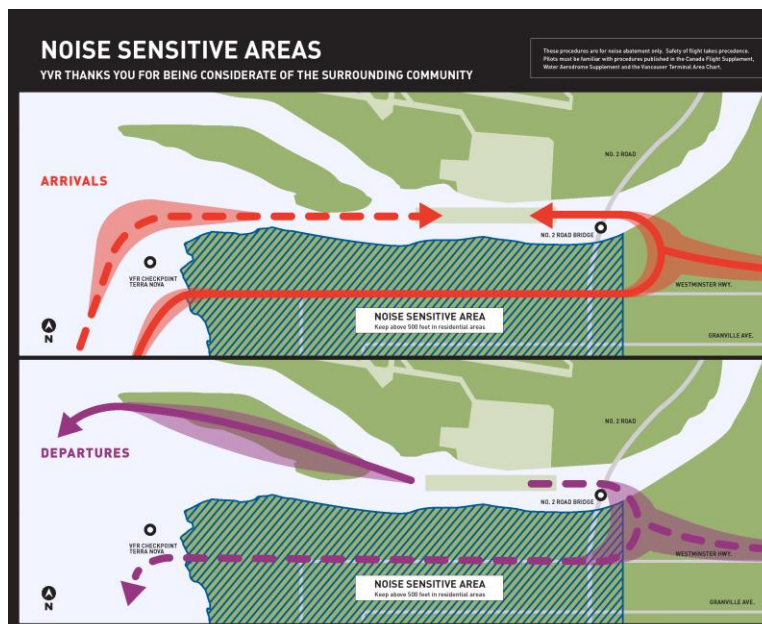 NOISE SENSITIVE AREAS
YVR THANKS YOU FOR BEING CONSIDERATE OF THE SURROUNDING COMMUNITY
These procedures are for noise abatement only. Safety of flight takes precedence.
Pilots must be familiar with procedures published in the Canada Flight Supplement,
Water Aerodrome Supplement and the Vancouver Terminal Area Chart.
ARRIVALS
NO. 2 ROAD
NO. 2 ROAD BRIDGE
VFR CHECKPOINT
TERRA NOVA
WESTMINSTER HWY.
NOISE SENSITIVE AREA
Keep above 500 feet in residential areas
N
GRANVILLE AVE.
DEPARTURES
NO. 2 ROAD
NO. 2 ROAD BRIDGE
VFR CHECKPOINT
TERRA NOVA
WESTMINSTER HWY.
NOISE SENSITIVE AREA
Keep above 500 feet in residential areas
N
GRANVILLE AVE.